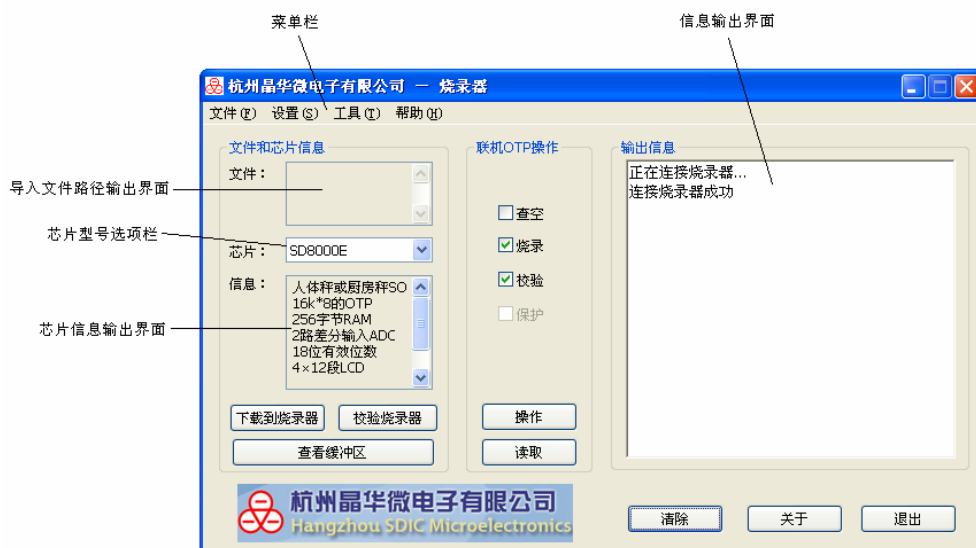 菜单栏
信息输出界面
杭州晶华微电子有限公司 － 烧录器
文件(F) 设置(S) 工具(T) 帮助(H)
文件和芯片信息
文件：
导入文件路径输出界面
芯片型号选项栏
芯片：
SD8000E
信息：
人体秤或厨房秤SO
16k*8的OTP
256字节RAM
2路差分输入ADC
18位有效位数
4×12段LCD
芯片信息输出界面
下载到烧录器
校验烧录器
查看缓冲区
联机OTP操作
查空
烧录
校验
保护
操作
读取
输出信息
正在连接烧录器...
连接烧录器成功
杭州晶华微电子有限公司
Hangzhou SDIC Microelectronics
清除
关于
退出